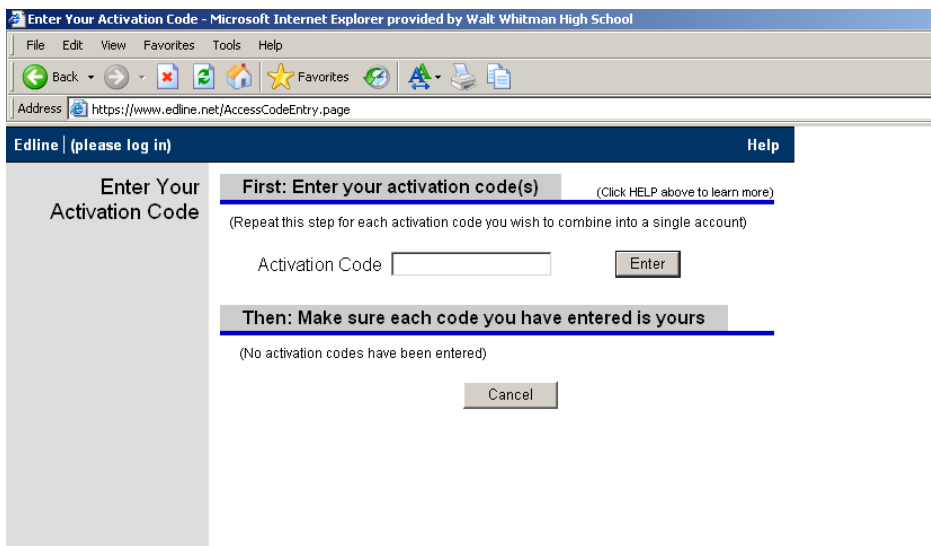 Enter Your Activation Code - Microsoft Internet Explorer provided by Walt Whitman High School
File Edit View Favorites Tools Help
Back Favorites
Address https://www.edline.net/AccessCodeEntry.page
Edline | (please log in) Help
Enter Your
Activation Code
First: Enter your activation code(s) (Click HELP above to learn more)
(Repeat this step for each activation code you wish to combine into a single account)
Activation Code Enter
Then: Make sure each code you have entered is yours
(No activation codes have been entered)
Cancel